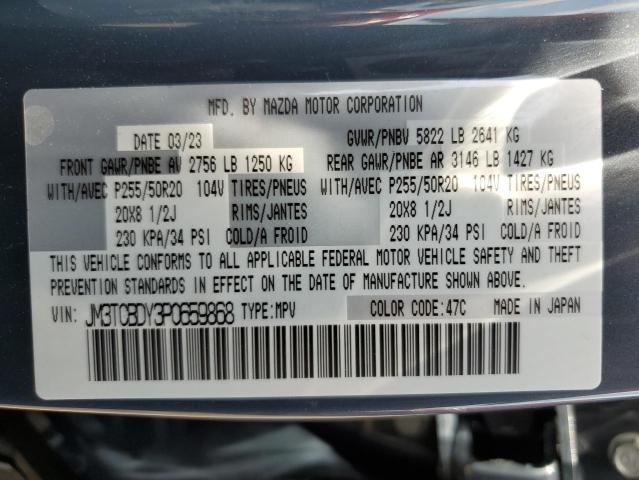 MFD. BY MAZDA MOTOR CORPORATION
DATE 03/23 GVWR/PNBV 5822 LB 2641 KG
FRONT GAWR/PNBE AV 2756 LB 1250 KG REAR GAWR/PNBE AR 3146 LB 1427 KG
WITH/AVEC P255/50R20 104V TIRES/PNEUS WITH/AVEC P255/50R20 104V TIRES/PNEUS
20X8 1/2J RIMS/JANTES 20X8 1/2J RIMS/JANTES
230 KPA/34 PSI COLD/A FROID 230 KPA/34 PSI COLD/A FROID
THIS VEHICLE CONFORMS TO ALL APPLICABLE FEDERAL MOTOR VEHICLE SAFETY AND THEFT
PREVENTION STANDARDS IN EFFECT ON THE DATE OF MANUFACTURE SHOWN ABOVE.
VIN: JM3TCBDY3P0659868 TYPE:MPV COLOR CODE:47C MADE IN JAPAN